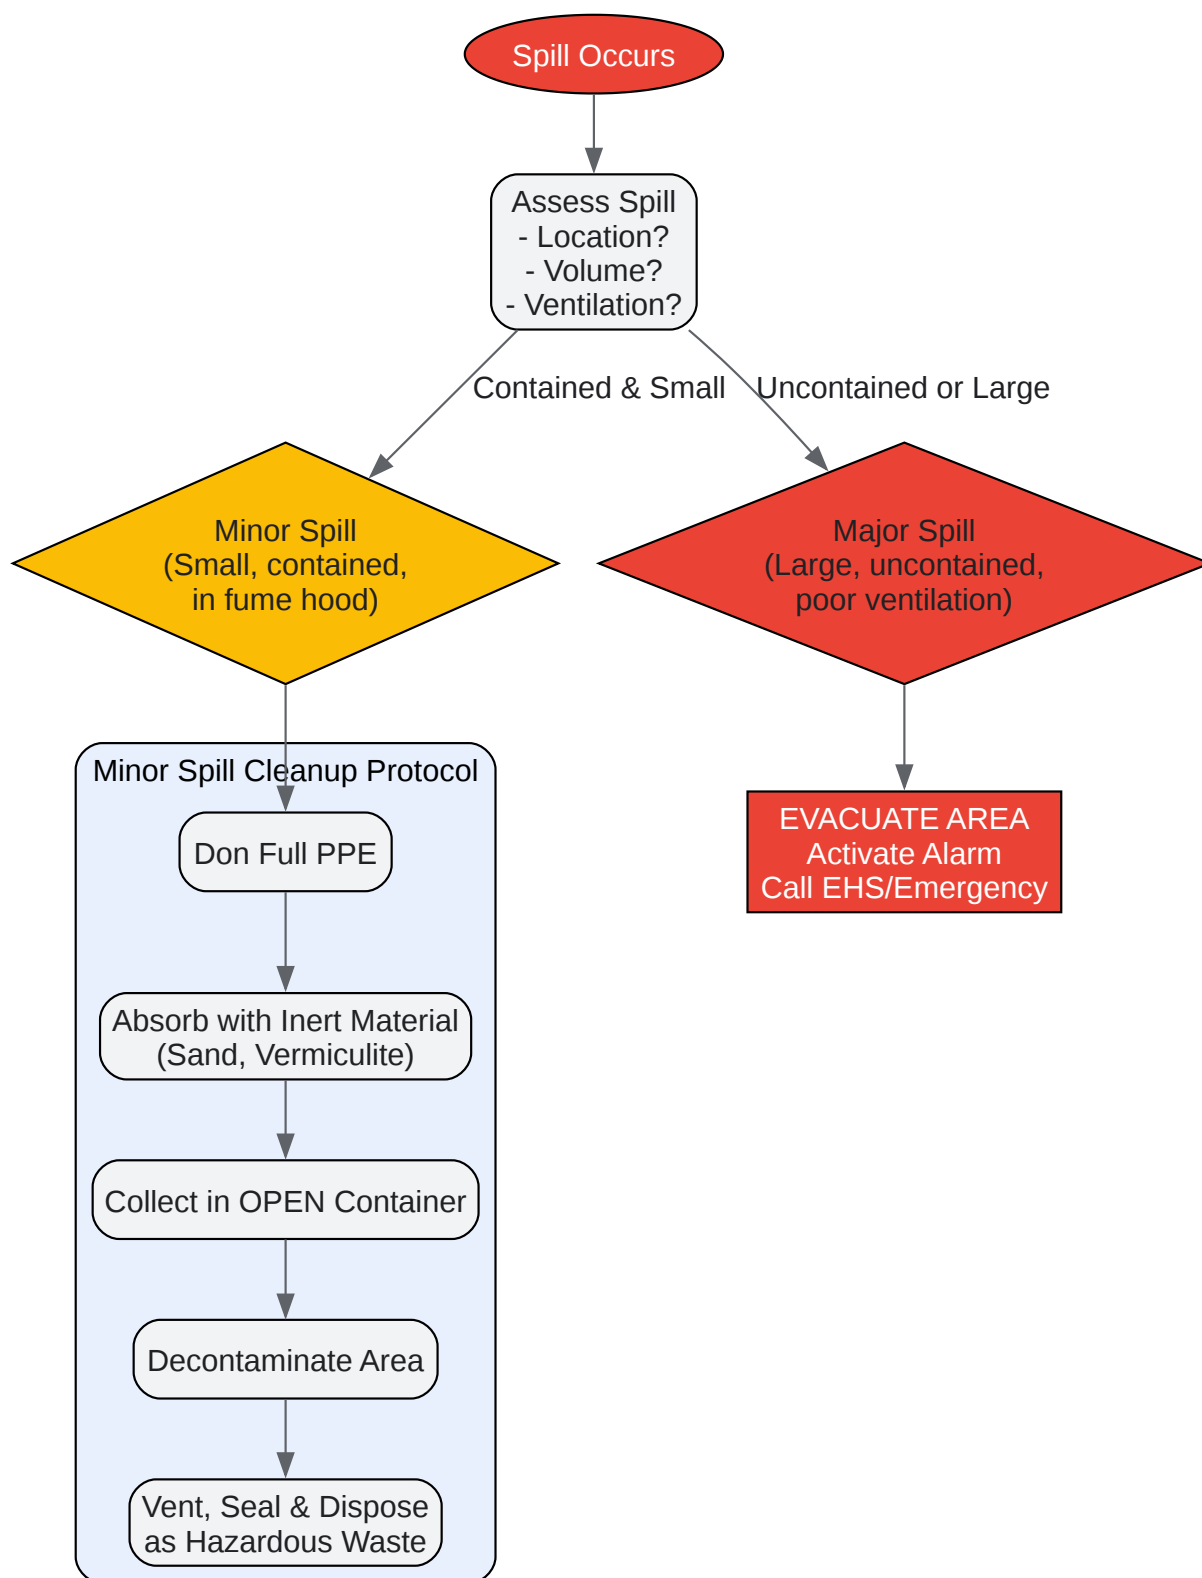 Spill Occurs
Assess Spill
- Location?
- Volume?
- Ventilation?
Contained & Small
Uncontained or Large
Minor Spill
(Small, contained,
in fume hood)
Major Spill
(Large, uncontained,
poor ventilation)
Minor Spill Cleanup Protocol
Don Full PPE
EVACUATE AREA
Activate Alarm
Call EHS/Emergency
Absorb with Inert Material
(Sand, Vermiculite)
Collect in OPEN Container
Decontaminate Area
Vent, Seal & Dispose
as Hazardous Waste